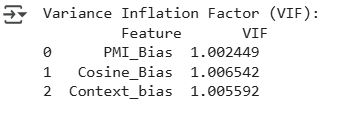 Variance Inflation Factor (VIF):
Feature VIF
0 PMI_Bias 1.002449
1 Cosine_Bias 1.006542
2 Context_bias 1.005592